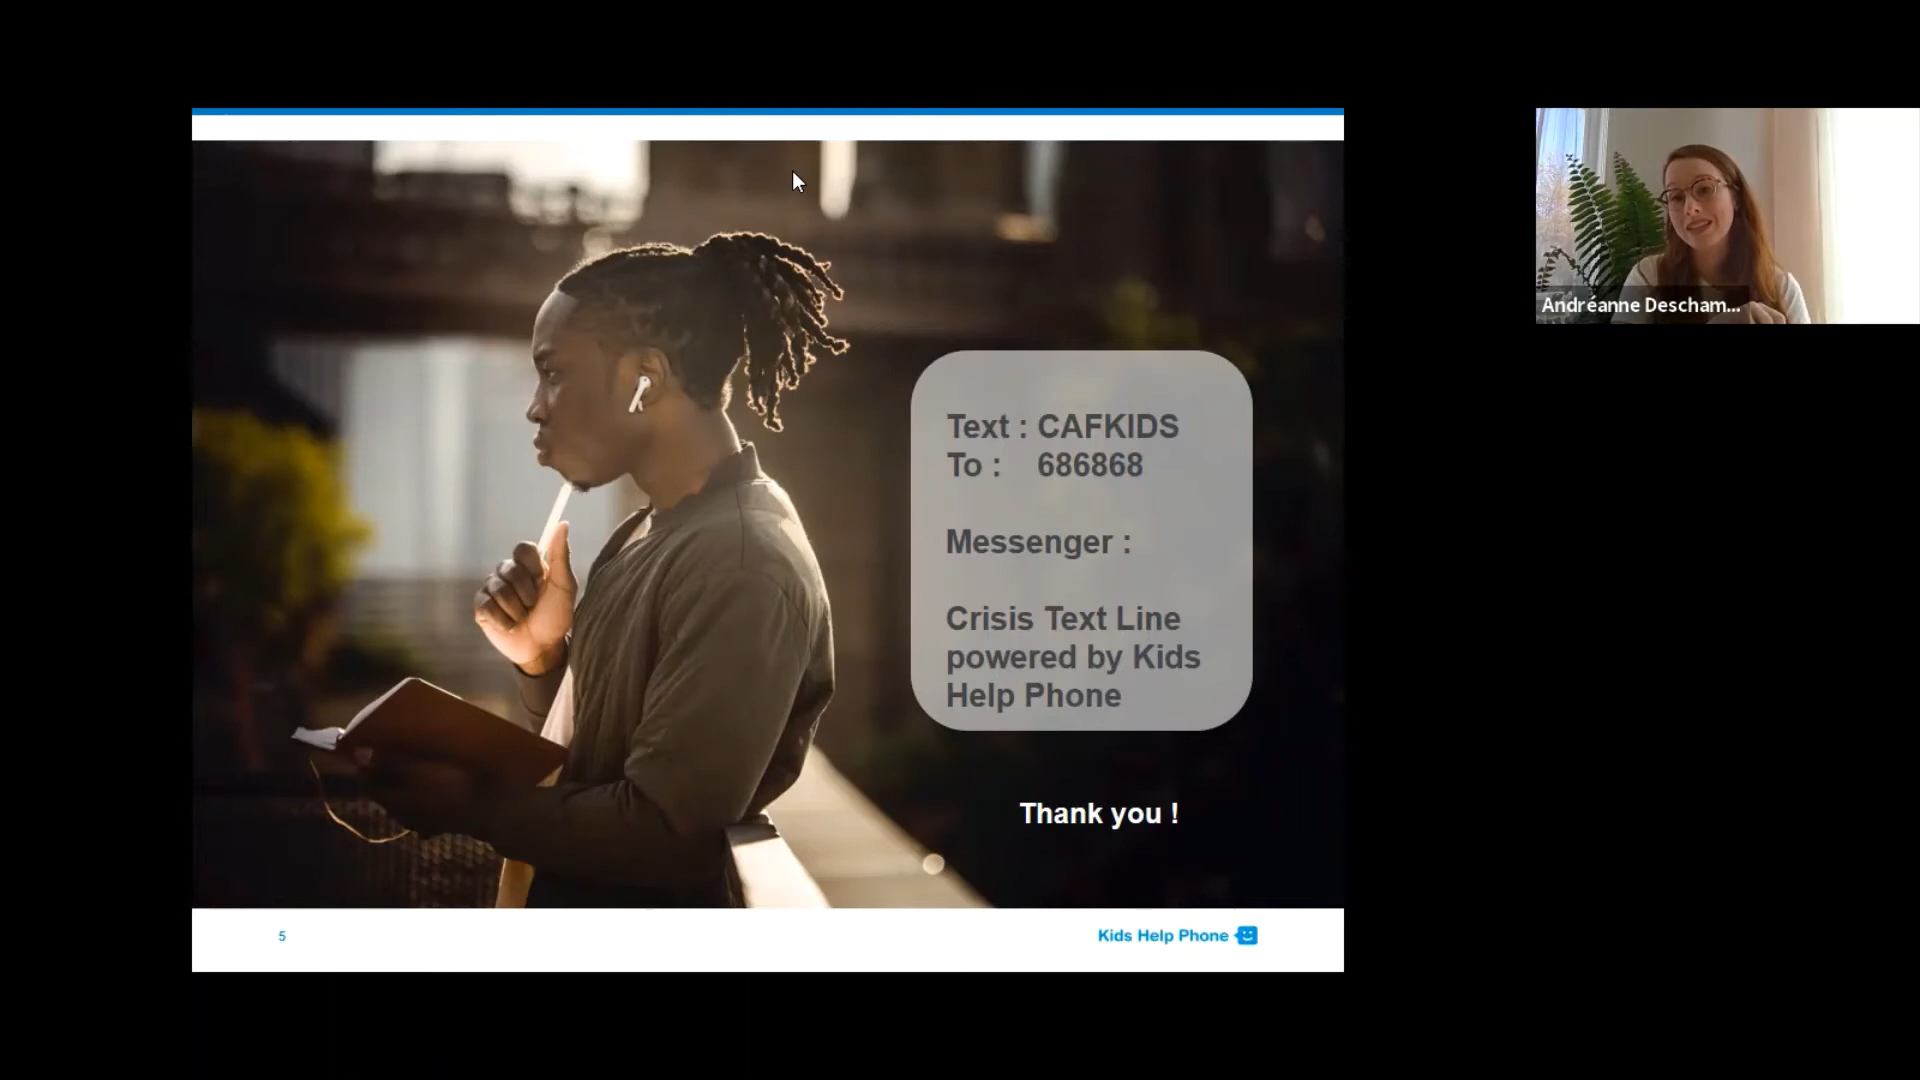 Text : CAFKIDS
To : 686868
Messenger :
Crisis Text Line
powered by Kids
Help Phone
Thank you !
5
Kids Help Phone
Andréanne Descham...